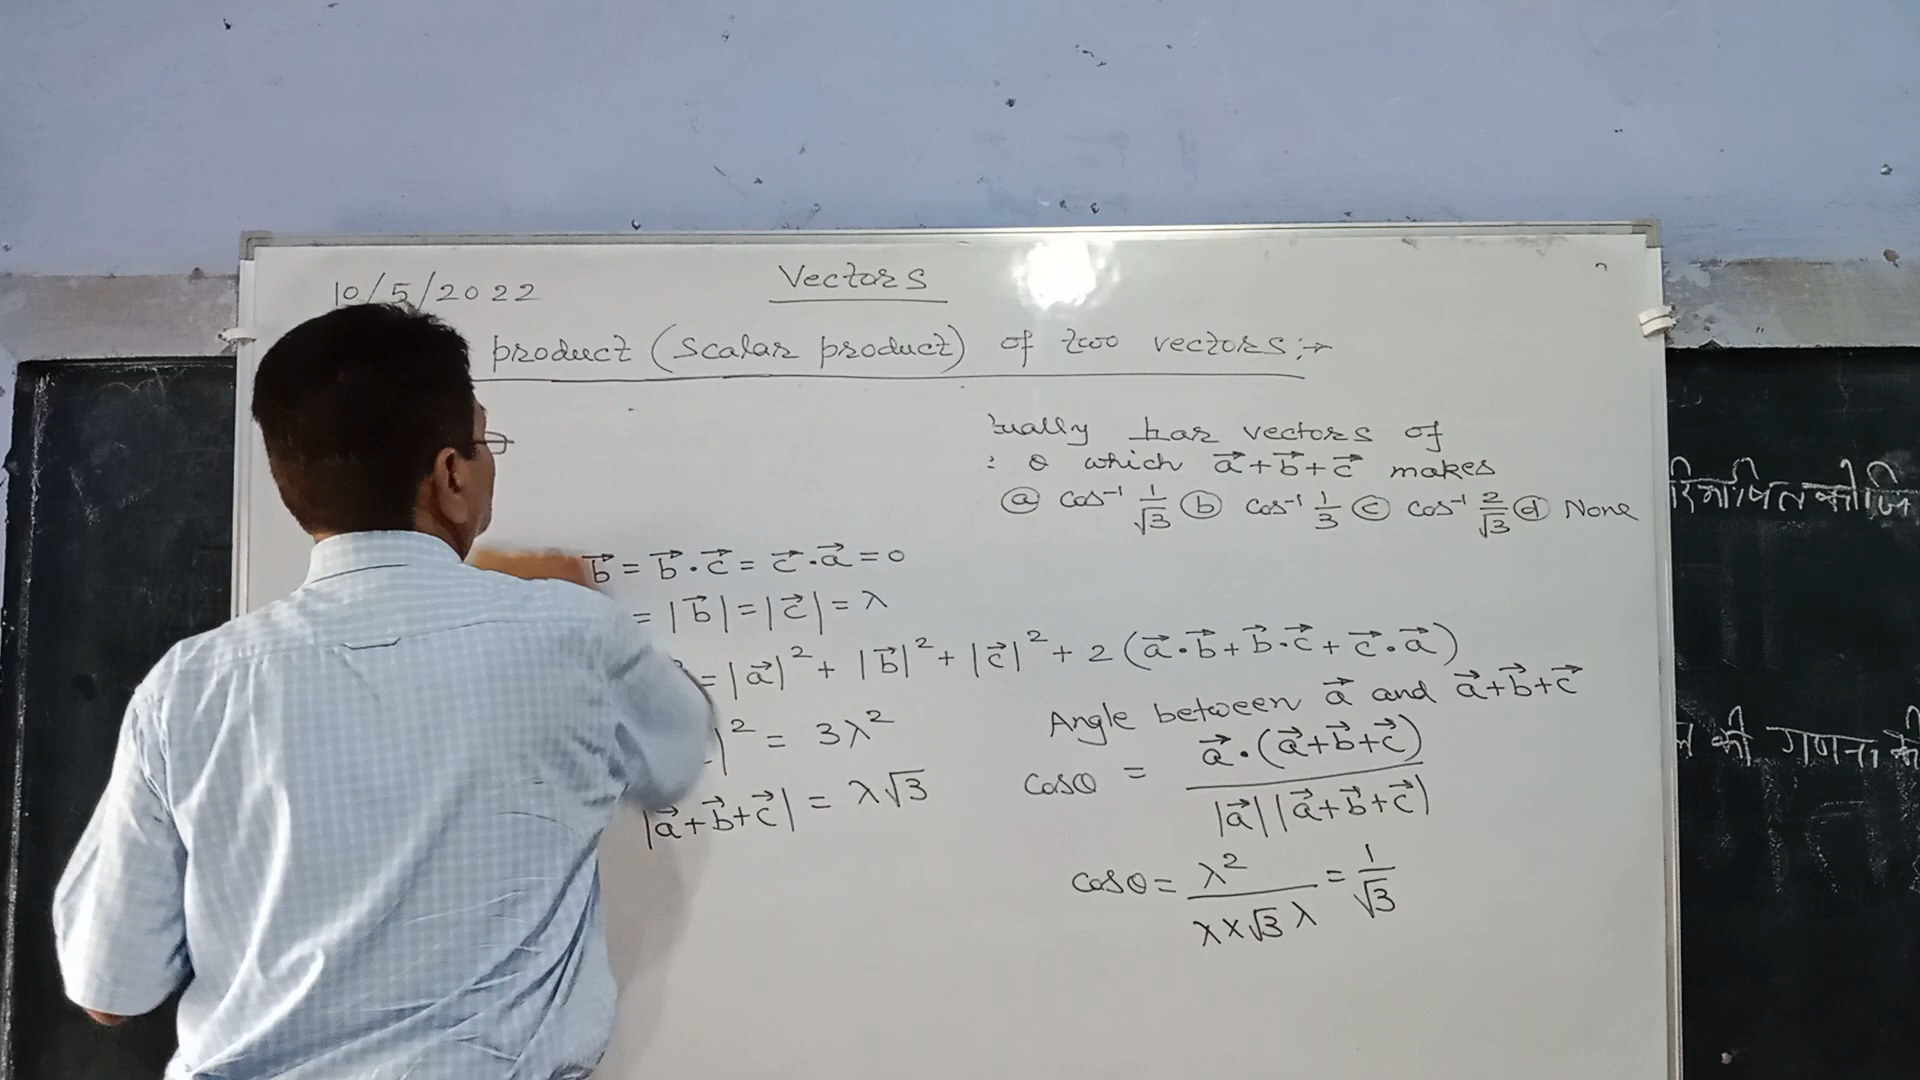 10/5/2022
Vectors
product (scalar product) of two vectors:→
vectors of
θ which a⃗+b⃗+c⃗ makes
ⓐ cos⁻¹ 1/√3 ⓑ cos⁻¹ 1/3 ⓒ cos⁻¹ 2/√3 ⓓ None
b⃗ = b⃗.c⃗ = c⃗.a⃗ = 0
= |b⃗| = |c⃗| = λ
= |a⃗|² + |b⃗|² + |c⃗|² + 2 (a⃗.b⃗ + b⃗.c⃗ + c⃗.a⃗)
|² = 3λ²
|a⃗+b⃗+c⃗| = λ√3
Angle between a⃗ and a⃗+b⃗+c⃗
cosθ = a⃗.(a⃗+b⃗+c⃗) / |a⃗||a⃗+b⃗+c⃗|
cosθ = λ² / λ×√3 λ = 1/√3
की गणना